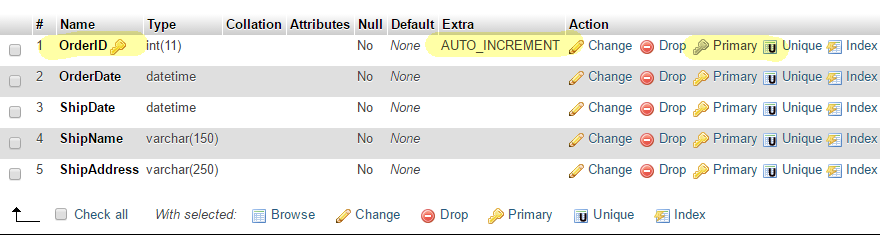 # Name Type Collation Attributes Null Default Extra Action
1 OrderID int(11) No None AUTO_INCREMENT Change Drop Primary Unique Index
2 OrderDate datetime No None Change Drop Primary Unique Index
3 ShipDate datetime No None Change Drop Primary Unique Index
4 ShipName varchar(150) No None Change Drop Primary Unique Index
5 ShipAddress varchar(250) No None Change Drop Primary Unique Index
Check all With selected: Browse Change Drop Primary Unique Index